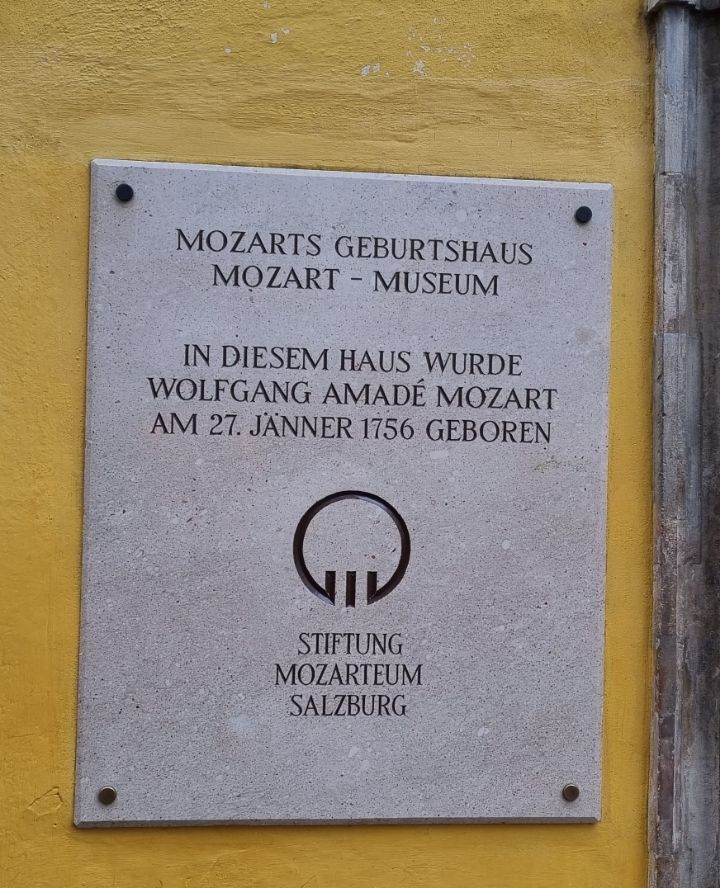 MOZARTS GEBURTSHAUS
MOZART - MUSEUM
IN DIESEM HAUS WURDE
WOLFGANG AMADÉ MOZART
AM 27. JÄNNER 1756 GEBOREN
STIFTUNG
MOZARTEUM
SALZBURG